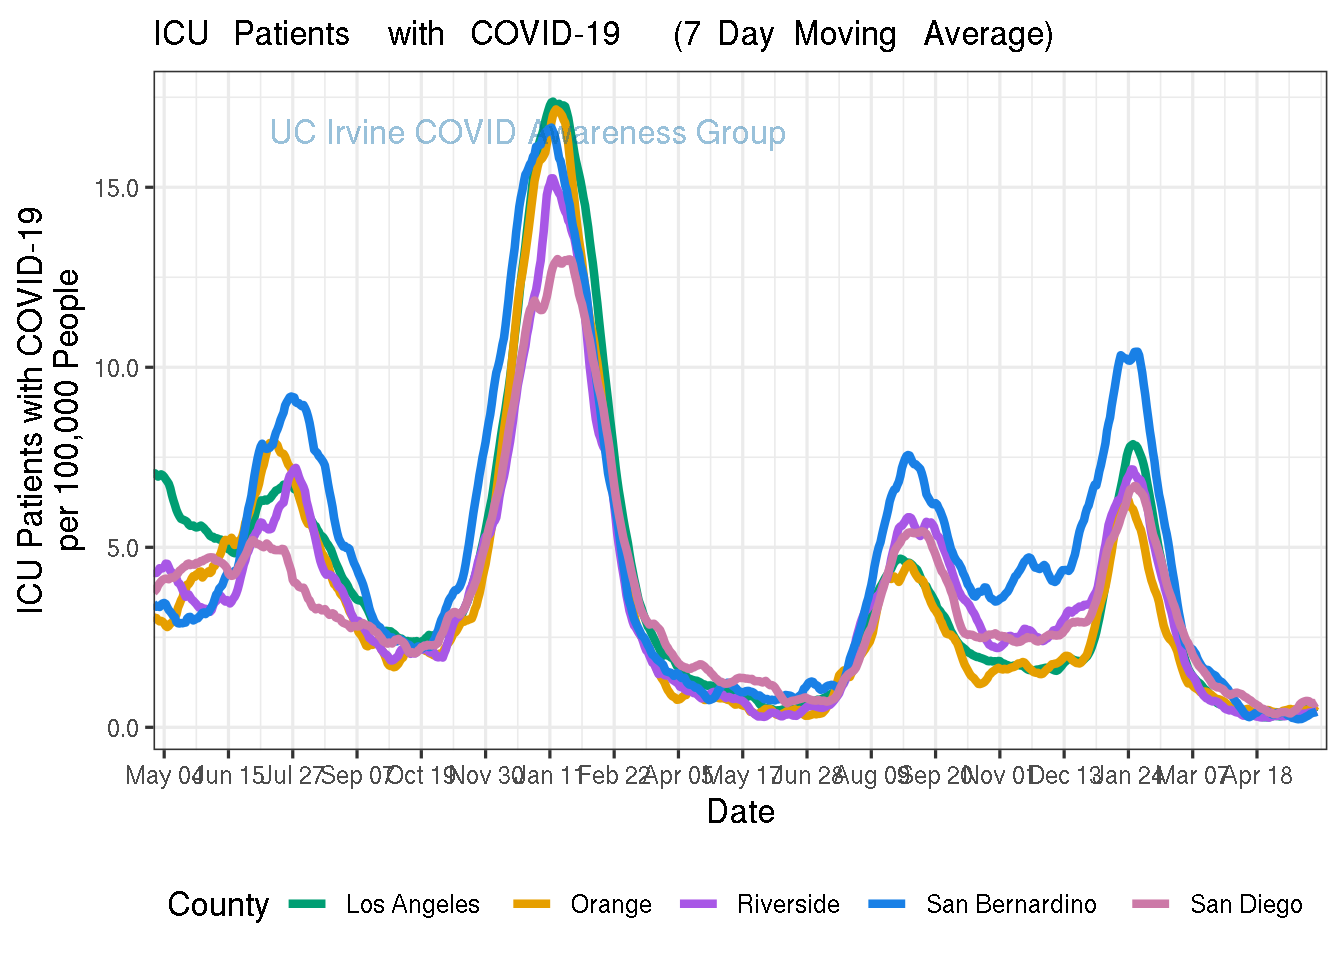 ICU Patients with COVID-19 (7 Day Moving Average)
UC Irvine COVID Awareness Group
ICU Patients with COVID-19
per 100,000 People
15.0
10.0
5.0
0.0
May 04 Jun 15 Jul 27 Sep 07 Oct 19 Nov 30 Jan 11 Feb 22 Apr 05 May 17 Jun 28 Aug 09 Sep 20 Nov 01 Dec 13 Jan 24 Mar 07 Apr 18
Date
County Los Angeles Orange Riverside San Bernardino San Diego